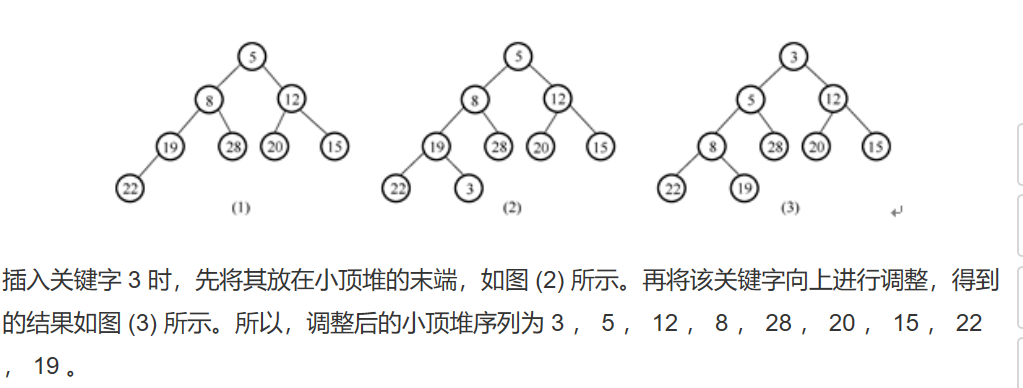 5 5 3
8 12 8 12 5 12
19 28 20 15 19 28 20 15 8 28 20 15
22 22 3 22 19
(1) (2) (3) ↵
插入关键字 3 时，先将其放在小顶堆的末端，如图 (2) 所示。再将该关键字向上进行调整，得到
的结果如图 (3) 所示。所以，调整后的小顶堆序列为 3 ， 5 ， 12 ， 8 ， 28 ， 20 ， 15 ， 22
， 19 。